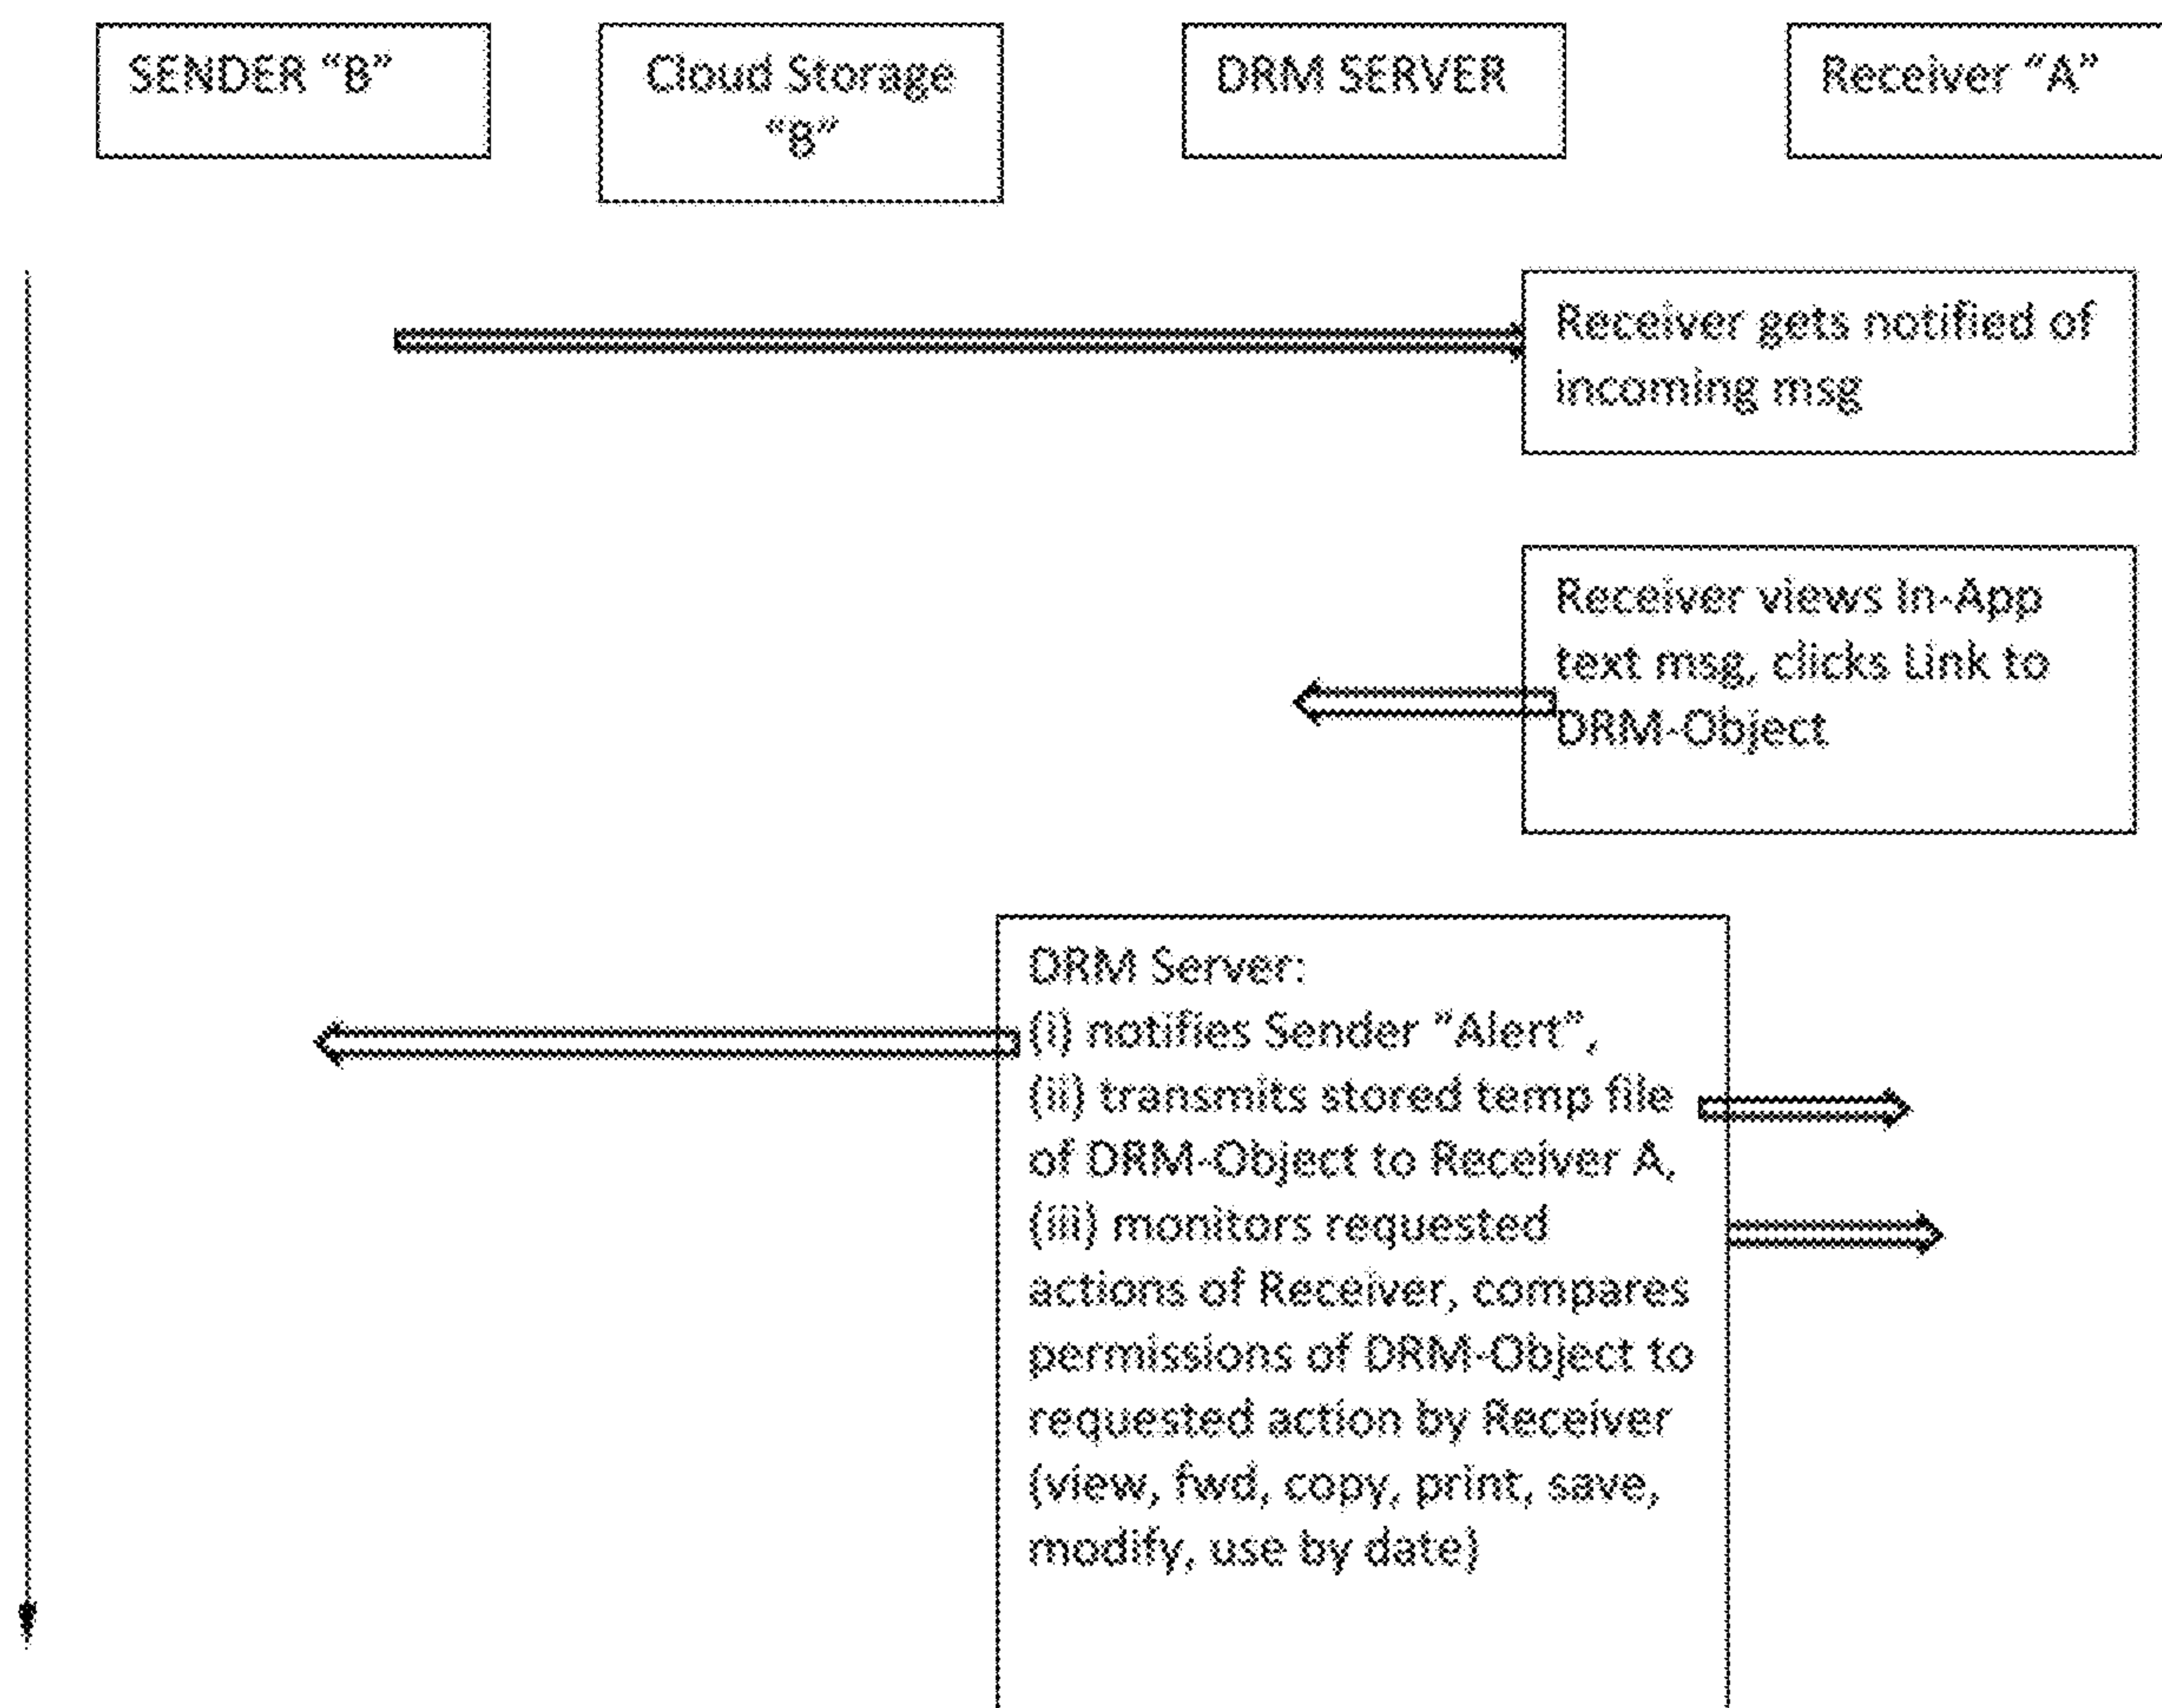 SENDER “B”
Cloud Storage
“B”
DRM SERVER
Receiver “A”
Receiver gets notified of
incoming msg
Receiver views In-App
text msg, clicks Link to
DRM-Object
DRM Server:
(i) notifies Sender “Alert”,
(ii) transmits stored temp file
of DRM-Object to Receiver A,
(iii) monitors requested
actions of Receiver, compares
permissions of DRM-Object to
requested action by Receiver
(view, fwd, copy, print, save,
modify, use by date)